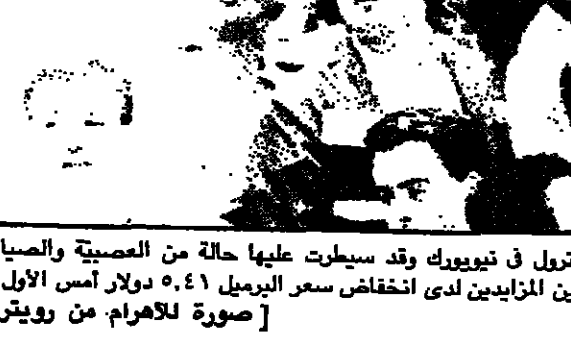 ترول فى نيويورك وقد سيطرت عليها حالة من العصبية والصيا
ين المزايدين لدى انخفاض سعر البرميل ٥,٤١ دولار أمس الأول
[ صورة للأهرام من رويتر